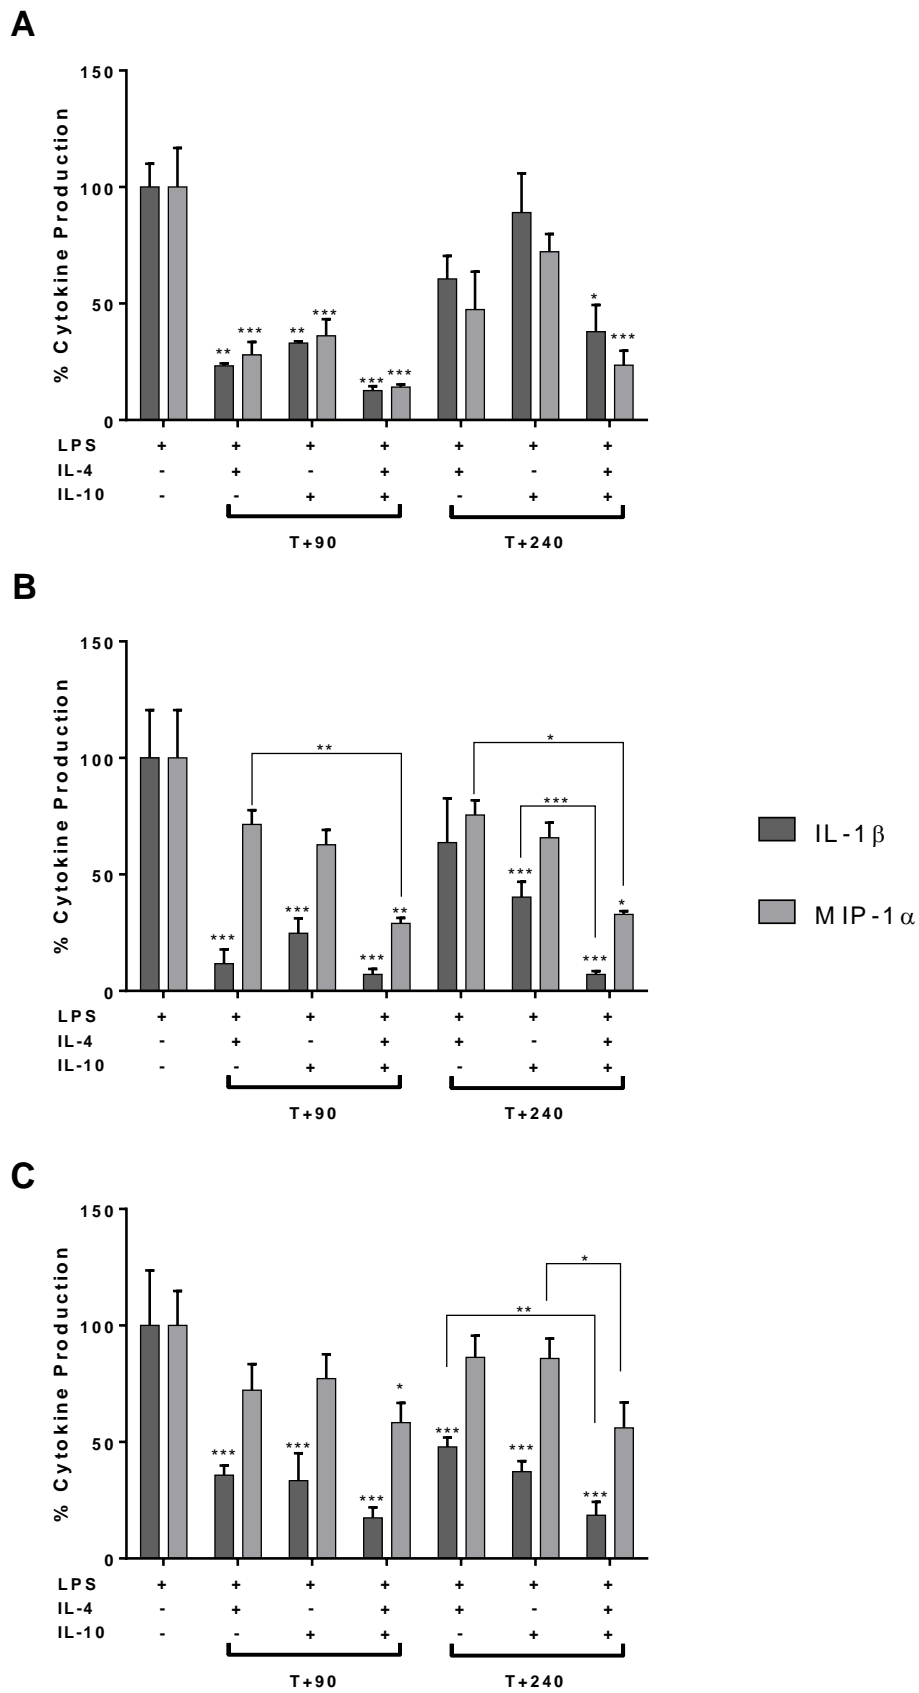 A
150
100
50
0
% Cytokine Production
** *** ** *** *** *** * ***
LPS + + + + + + +
IL-4 - + - + + - +
IL-10 - - + + - + +
T+90 T+240
B
150
100
50
0
% Cytokine Production
** *
***
*** *** *** ** *** *** *
LPS + + + + + + +
IL-4 - + - + + - +
IL-10 - - + + - + +
T+90 T+240
IL-1β
MIP-1α
C
150
100
50
0
% Cytokine Production
*
**
*** *** *** * *** *** ***
LPS + + + + + + +
IL-4 - + - + + - +
IL-10 - - + + - + +
T+90 T+240